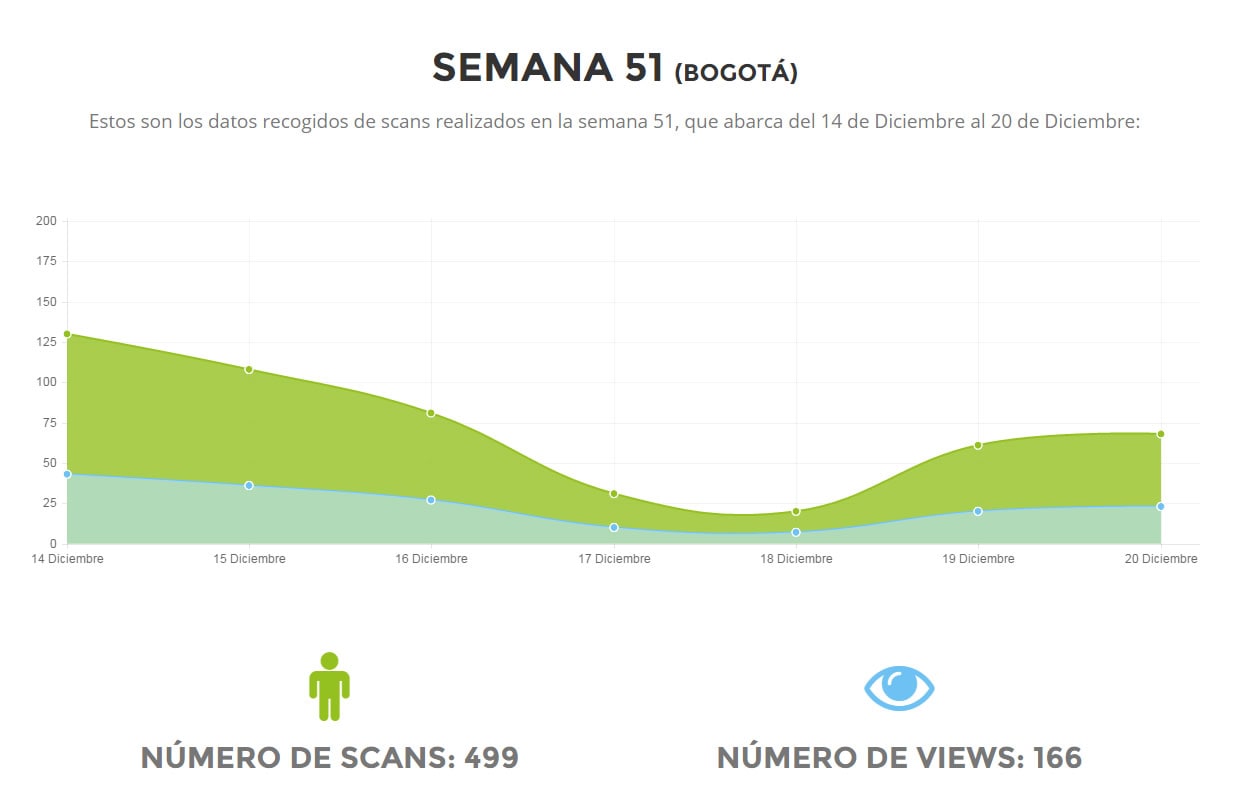 SEMANA 51 (BOGOTÁ)
Estos son los datos recogidos de scans realizados en la semana 51, que abarca del 14 de Diciembre al 20 de Diciembre:
200
175
150
125
100
75
50
25
0
14 Diciembre 15 Diciembre 16 Diciembre 17 Diciembre 18 Diciembre 19 Diciembre 20 Diciembre
NÚMERO DE SCANS: 499 NÚMERO DE VIEWS: 166